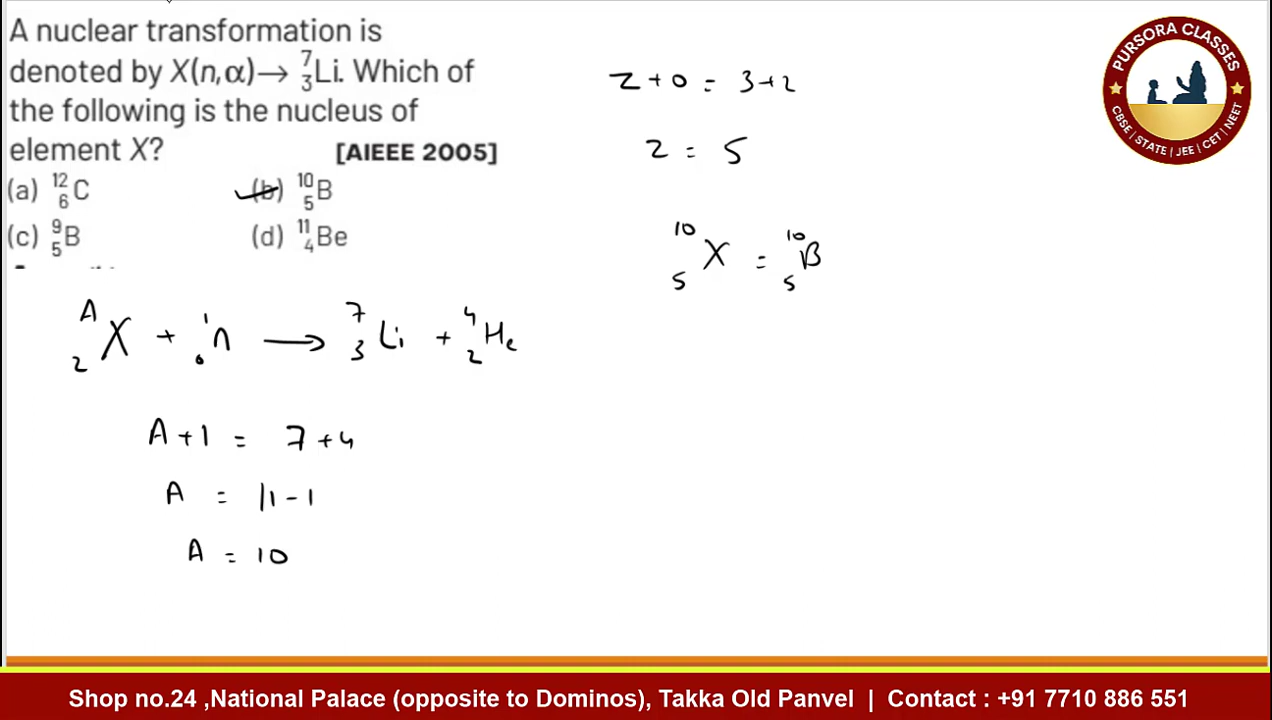 A nuclear transformation is
denoted by X(n,α)→ ⁷₃Li. Which of
the following is the nucleus of
element X? [AIEEE 2005]
(a) ¹²₆C (b) ¹⁰₅B
(c) ⁹₅B (d) ¹¹₄Be
ᴬ₂X + ¹₀n → ⁷₃Li + ⁴₂He
A+1 = 7+4
A = 11-1
A = 10
Z+0 = 3+2
Z = 5
¹⁰₅X = ¹⁰₅B
PURSORA CLASSES
CBSE | STATE | JEE | CET | NEET
Shop no.24 ,National Palace (opposite to Dominos), Takka Old Panvel | Contact : +91 7710 886 551